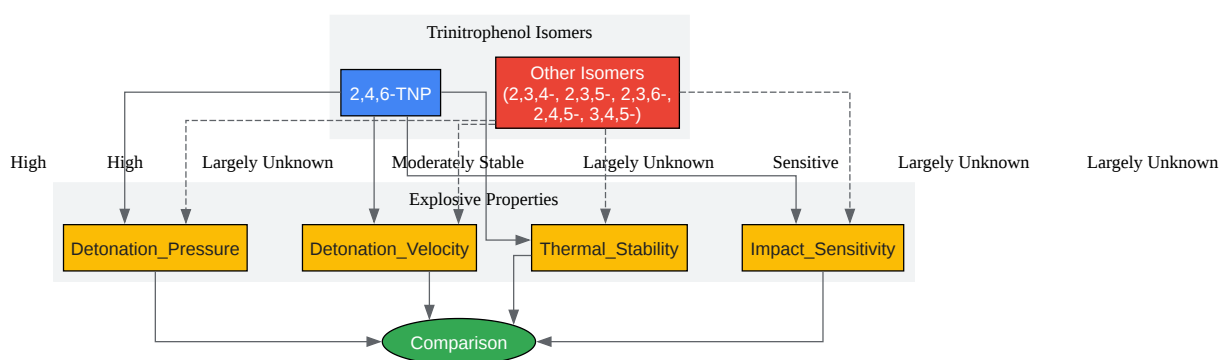 Trinitrophenol Isomers
2,4,6-TNP
Other Isomers
(2,3,4-, 2,3,5-, 2,3,6-,
2,4,5-, 3,4,5-)
High
High
Largely Unknown
Moderately Stable
Largely Unknown
Sensitive
Largely Unknown
Largely Unknown
Explosive Properties
Detonation_Pressure
Detonation_Velocity
Thermal_Stability
Impact_Sensitivity
Comparison